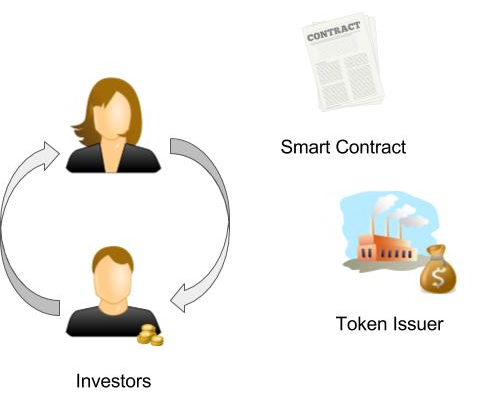 CONTRACT
Smart Contract
$
Token Issuer
Investors